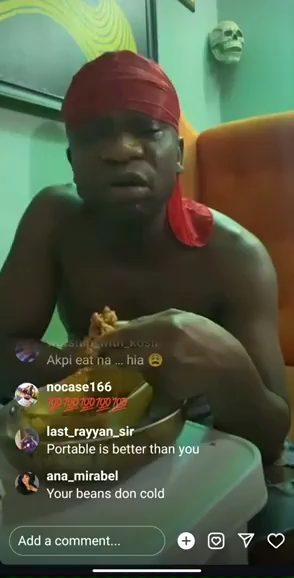 Akpi eat na ... hia 😩
nocase166
💯💯💯💯💯
last_rayyan_sir
Portable is better than you
ana_mirabel
Your beans don cold
Add a comment...